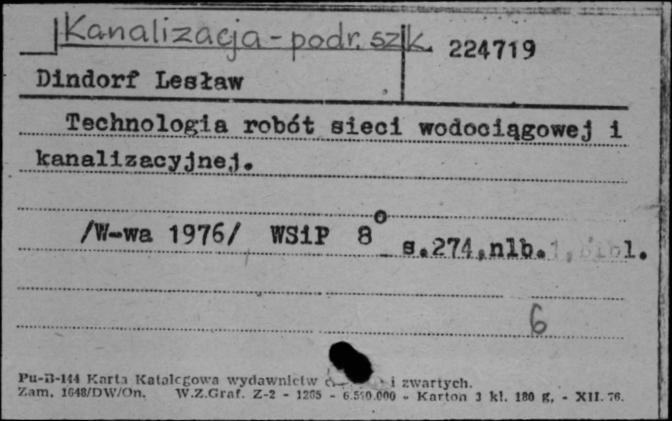 Kanalizacja - podr. szk. 224719
Dindorf Lesław
Technologia robót sieci wodociągowej i
kanalizacyjnej.
/W-wa 1976/ WSiP 8° s.274,nlb.1,bibl.
6
Pu-B-144 Karta Katalogowa wydawnictw i zwartych.
Zam. 1648/DW/On. W.Z.Graf. Z-2 - 1265 - 6.500.000 - Karton 3 kl. 180 g. - XII. 76.